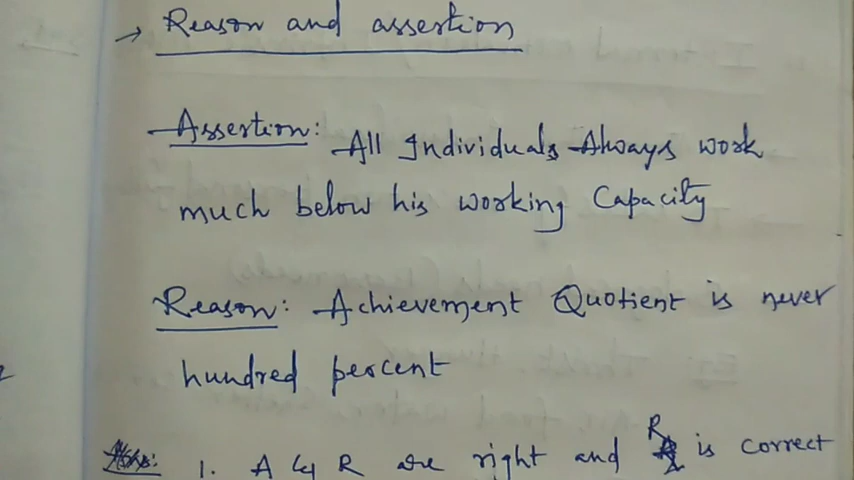 → Reason and assertion
Assertion: All Individuals Always work
much below his working Capacity
Reason: Achievement Quotient is never
hundred percent
1. A & R are right and R is correct